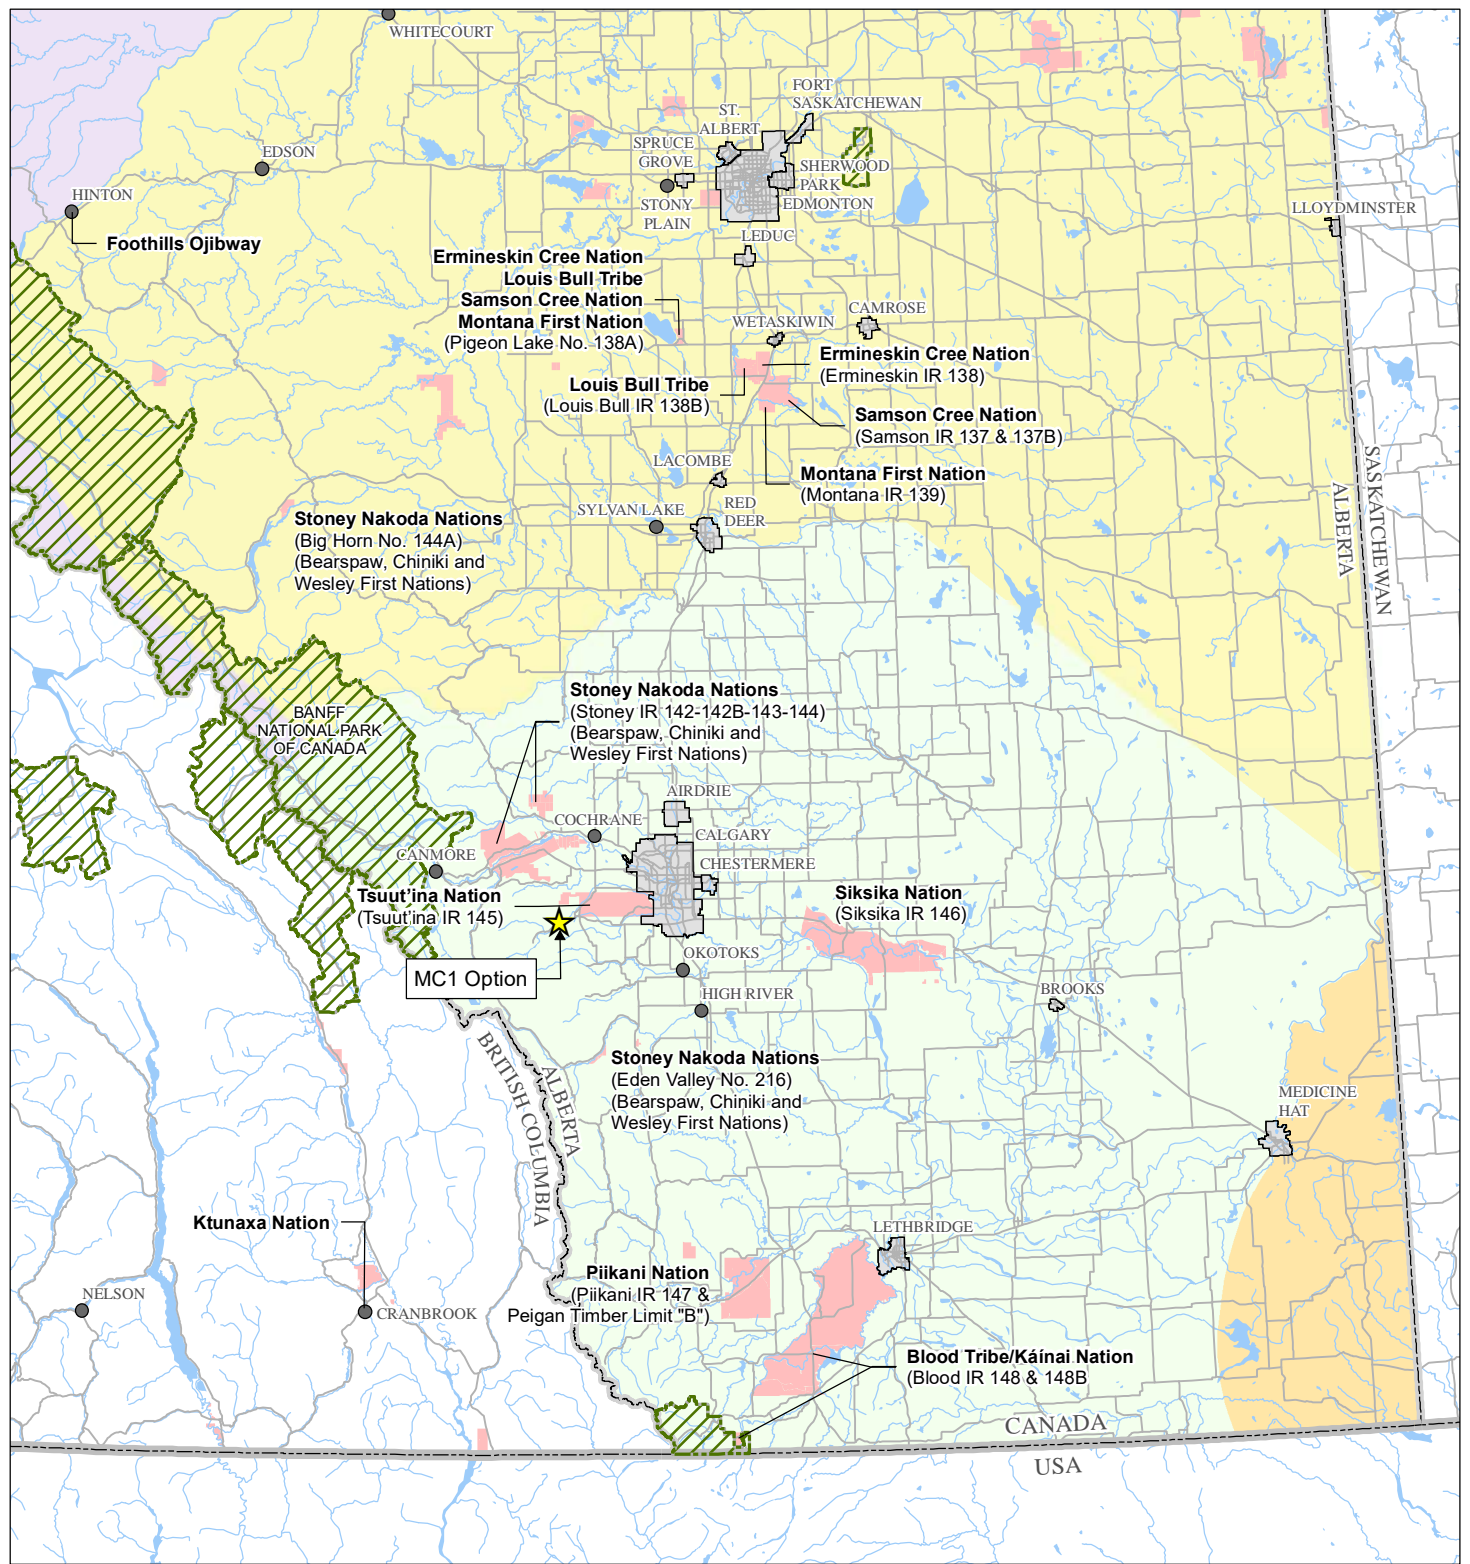 WHITECOURT
FORT
SASKATCHEWAN
ST.
ALBERT
SPRUCE
GROVE
EDSON
SHERWOOD
PARK
HINTON
STONY
PLAIN
EDMONTON
LLOYDMINSTER
Foothills Ojibway
LEDUC
Ermineskin Cree Nation
Louis Bull Tribe
Samson Cree Nation
Montana First Nation
(Pigeon Lake No. 138A)
WETASKIWIN
CAMROSE
Ermineskin Cree Nation
(Ermineskin IR 138)
Louis Bull Tribe
(Louis Bull IR 138B)
Samson Cree Nation
(Samson IR 137 & 137B)
LACOMBE
Montana First Nation
(Montana IR 139)
SASKATCHEWAN
ALBERTA
SYLVAN LAKE
RED
DEER
Stoney Nakoda Nations
(Big Horn No. 144A)
(Bearspaw, Chiniki and
Wesley First Nations)
Stoney Nakoda Nations
(Stoney IR 142-142B-143-144)
(Bearspaw, Chiniki and
Wesley First Nations)
BANFF
NATIONAL PARK
OF CANADA
AIRDRIE
COCHRANE
CALGARY
CANMORE
CHESTERMERE
Tsuut'ina Nation
(Tsuut'ina IR 145)
Siksika Nation
(Siksika IR 146)
MC1 Option
OKOTOKS
HIGH RIVER
BROOKS
Stoney Nakoda Nations
(Eden Valley No. 216)
(Bearspaw, Chiniki and
Wesley First Nations)
ALBERTA
BRITISH COLUMBIA
MEDICINE
HAT
Ktunaxa Nation
LETHBRIDGE
Piikani Nation
(Piikani IR 147 &
Peigan Timber Limit "B")
NELSON
CRANBROOK
Blood Tribe/Káínai Nation
(Blood IR 148 & 148B
CANADA
USA